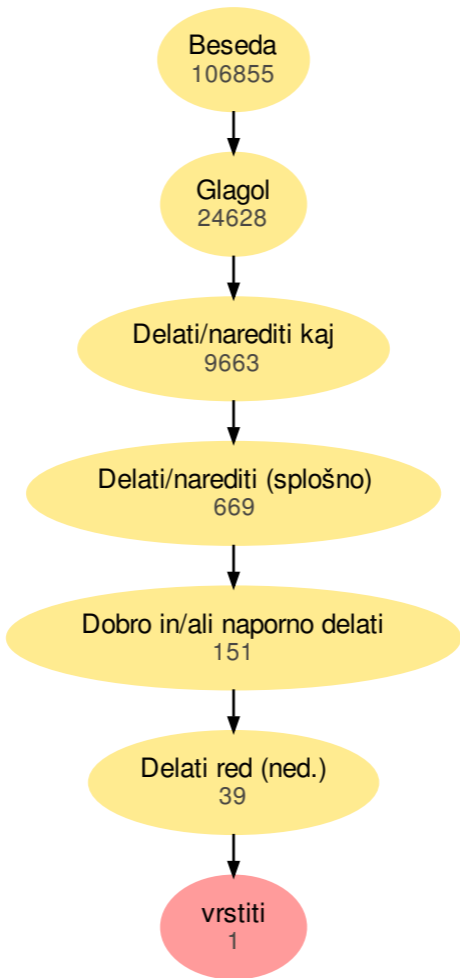 Beseda
106855
Glagol
24628
Delati/narediti kaj
9663
Delati/narediti (splošno)
669
Dobro in/ali naporno delati
151
Delati red (ned.)
39
vrstiti
1